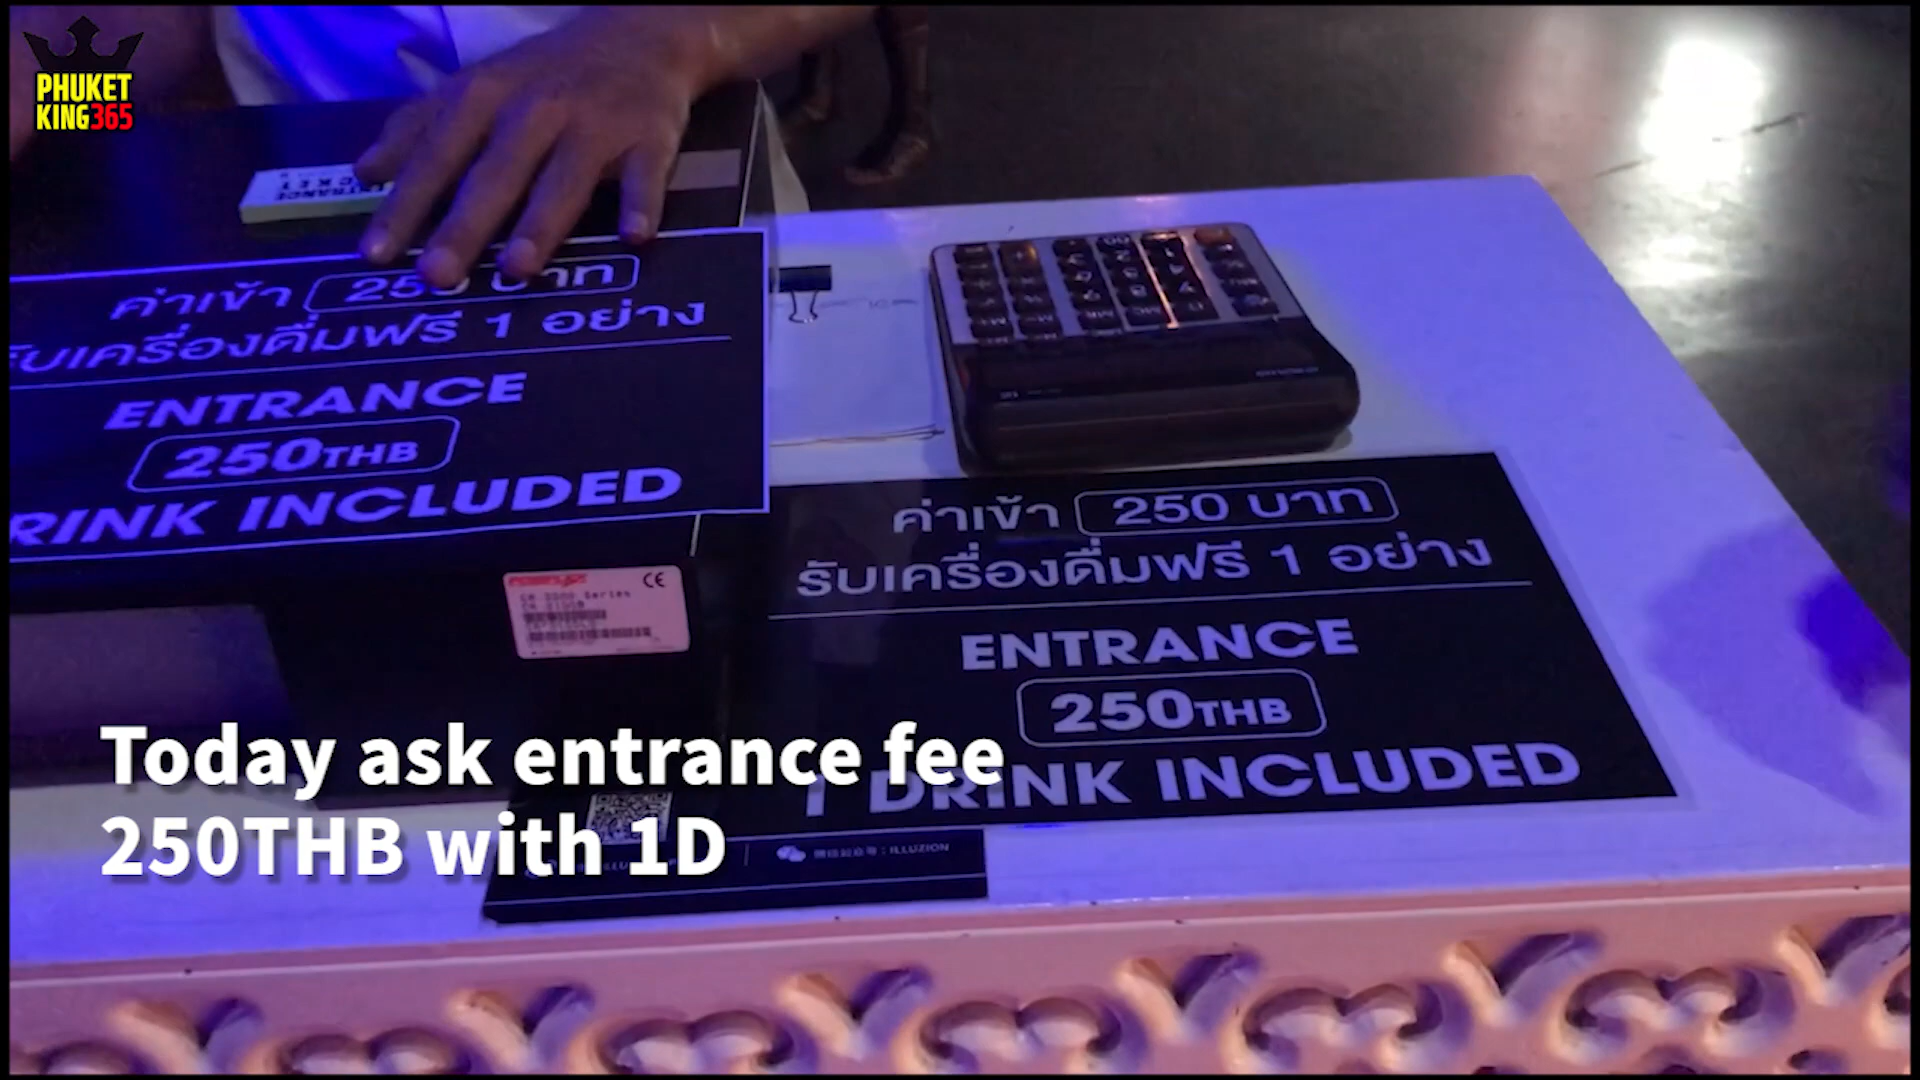 PHUKET
KING365
ENTRANCE
ค่าเข้า 250 บาท
รับเครื่องดื่มฟรี 1 อย่าง
ENTRANCE
250THB
DRINK INCLUDED
CE
ค่าเข้า 250 บาท
รับเครื่องดื่มฟรี 1 อย่าง
ENTRANCE
250THB
1 DRINK INCLUDED
ILLUZION
Today ask entrance fee
250THB with 1D